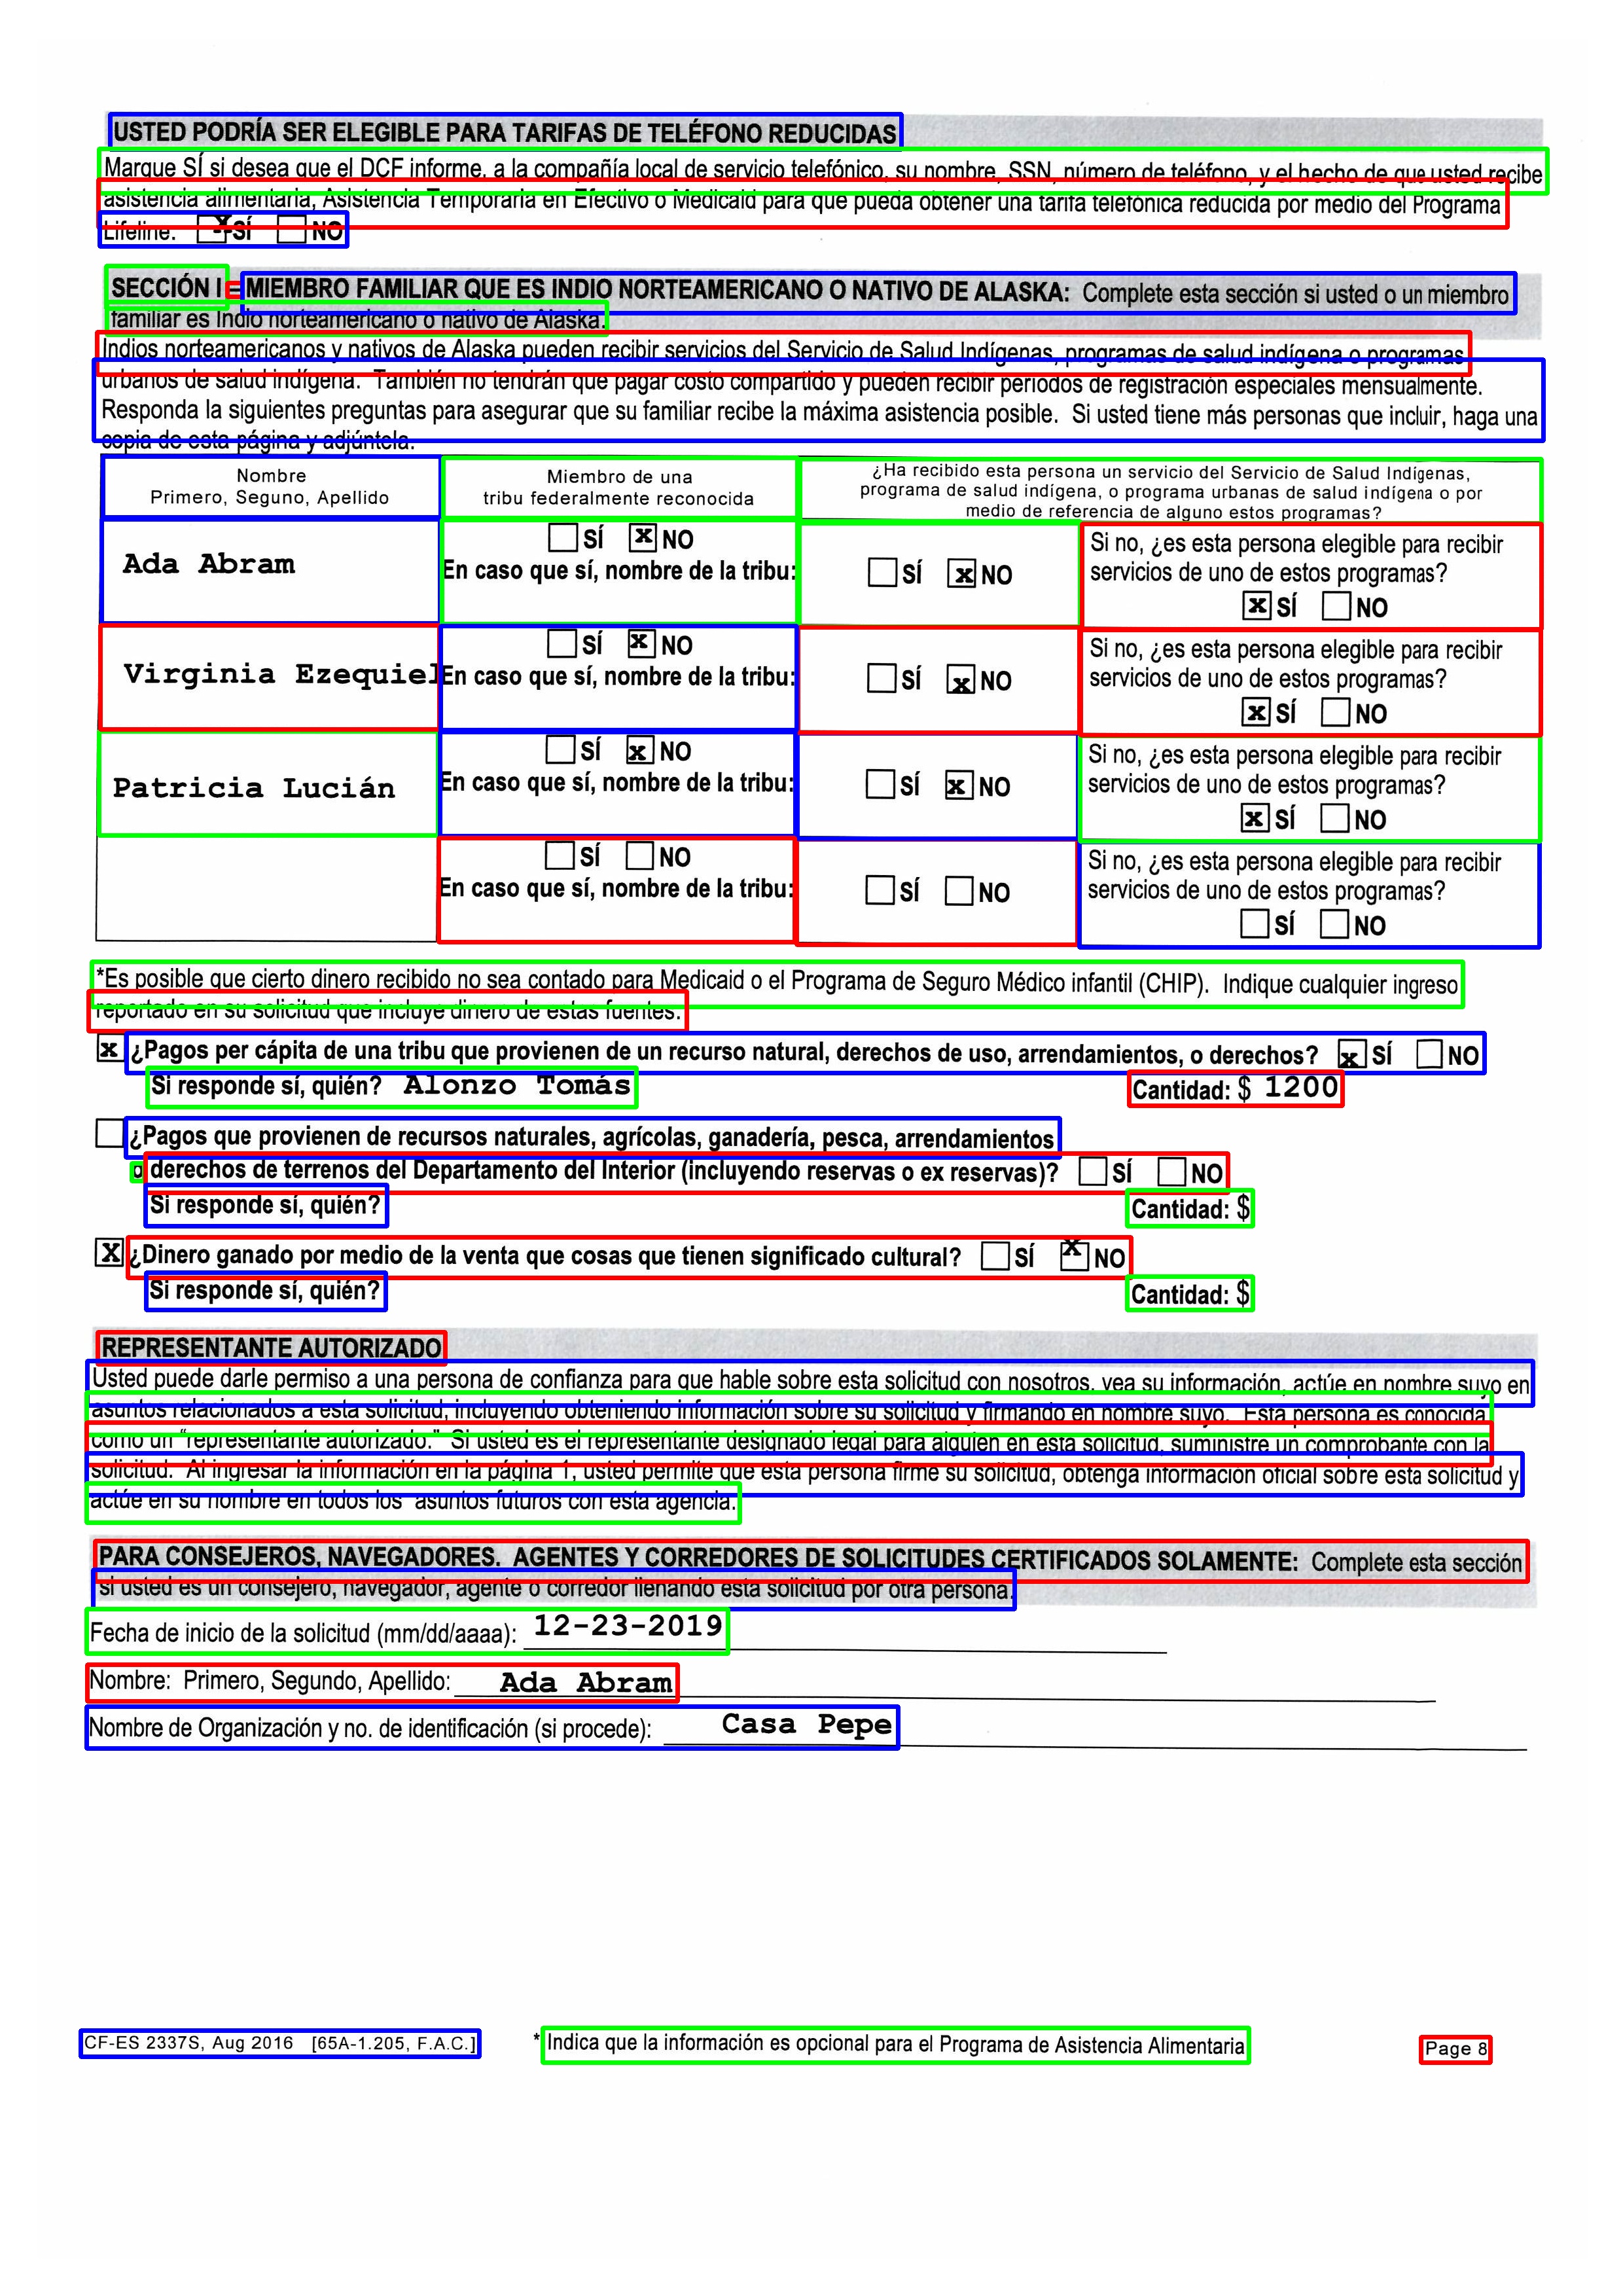 USTED PODRÍA SER ELEGIBLE PARA TARIFAS DE TELÉFONO REDUCIDAS
Marque SÍ si desea que el DCF informe, a la compañía local de servicio telefónico, su nombre, SSN, número de teléfono, y el hecho de que usted recibe
asistencia alimentaria, Asistencia Temporaria en Efectivo o Medicaid para que pueda obtener una tarifa telefónica reducida por medio del Programa
Lifeline. ☒ SÍ ☐ NO
SECCIÓN I – MIEMBRO FAMILIAR QUE ES INDIO NORTEAMERICANO O NATIVO DE ALASKA: Complete esta sección si usted o un miembro
familiar es Indio norteamericano o nativo de Alaska.
Indios norteamericanos y nativos de Alaska pueden recibir servicios del Servicio de Salud Indígenas, programas de salud indígena o programas
urbanos de salud indígena. También no tendrán que pagar costo compartido y pueden recibir períodos de registración especiales mensualmente.
Responda la siguientes preguntas para asegurar que su familiar recibe la máxima asistencia posible. Si usted tiene más personas que incluir, haga una
copia de esta página y adjúntela.
Nombre
Primero, Seguno, Apellido
Miembro de una
tribu federalmente reconocida
¿Ha recibido esta persona un servicio del Servicio de Salud Indígenas,
programa de salud indígena, o programa urbanas de salud indígena o por
medio de referencia de alguno estos programas?
Ada Abram
☐ SÍ ☒ NO
En caso que sí, nombre de la tribu:
☐ SÍ ☒ NO
Si no, ¿es esta persona elegible para recibir
servicios de uno de estos programas?
☒ SÍ ☐ NO
Virginia Ezequiel
☐ SÍ ☒ NO
En caso que sí, nombre de la tribu:
☐ SÍ ☒ NO
Si no, ¿es esta persona elegible para recibir
servicios de uno de estos programas?
☒ SÍ ☐ NO
Patricia Lucián
☐ SÍ ☒ NO
En caso que sí, nombre de la tribu:
☐ SÍ ☒ NO
Si no, ¿es esta persona elegible para recibir
servicios de uno de estos programas?
☒ SÍ ☐ NO
☐ SÍ ☐ NO
En caso que sí, nombre de la tribu:
☐ SÍ ☐ NO
Si no, ¿es esta persona elegible para recibir
servicios de uno de estos programas?
☐ SÍ ☐ NO
*Es posible que cierto dinero recibido no sea contado para Medicaid o el Programa de Seguro Médico infantil (CHIP). Indique cualquier ingreso
reportado en su solicitud que incluye dinero de estas fuentes.
☒ ¿Pagos per cápita de una tribu que provienen de un recurso natural, derechos de uso, arrendamientos, o derechos? ☒ SÍ ☐ NO
Si responde sí, quién? Alonzo Tomás Cantidad: $ 1200
☐ ¿Pagos que provienen de recursos naturales, agrícolas, ganadería, pesca, arrendamientos
o derechos de terrenos del Departamento del Interior (incluyendo reservas o ex reservas)? ☐ SÍ ☐ NO
Si responde sí, quién? Cantidad: $
☒ ¿Dinero ganado por medio de la venta que cosas que tienen significado cultural? ☐ SÍ ☒ NO
Si responde sí, quién? Cantidad: $
REPRESENTANTE AUTORIZADO
Usted puede darle permiso a una persona de confianza para que hable sobre esta solicitud con nosotros, vea su información, actúe en nombre suyo en
asuntos relacionados a esta solicitud, incluyendo obteniendo información sobre su solicitud y firmando en nombre suyo. Esta persona es conocida
como un “representante autorizado.” Si usted es el representante designado legal para alguien en esta solicitud, suministre un comprobante con la
solicitud. Al ingresar la información en la página 1, usted permite que esta persona firme su solicitud, obtenga información oficial sobre esta solicitud y
actúe en su nombre en todos los asuntos futuros con esta agencia.
PARA CONSEJEROS, NAVEGADORES. AGENTES Y CORREDORES DE SOLICITUDES CERTIFICADOS SOLAMENTE: Complete esta sección
si usted es un consejero, navegador, agente o corredor llenando esta solicitud por otra persona.
Fecha de inicio de la solicitud (mm/dd/aaaa): 12-23-2019
Nombre: Primero, Segundo, Apellido: Ada Abram
Nombre de Organización y no. de identificación (si procede): Casa Pepe
CF-ES 2337S, Aug 2016 [65A-1.205, F.A.C.] * Indica que la información es opcional para el Programa de Asistencia Alimentaria Page 8